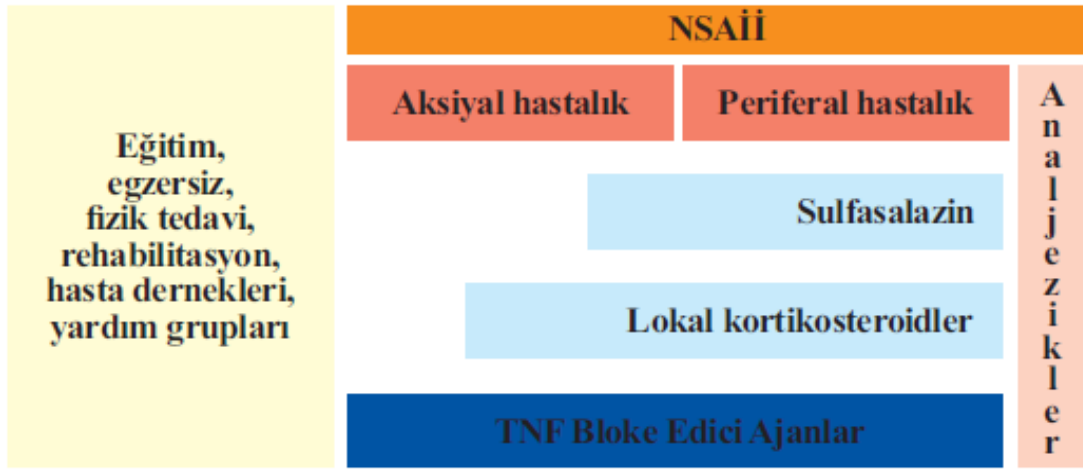 Eğitim,
egzersiz,
fizik tedavi,
rehabilitasyon,
hasta dernekleri,
yardım grupları
NSAİİ
Aksiyal hastalık
Periferal hastalık
Sulfasalazin
Lokal kortikosteroidler
TNF Bloke Edici Ajanlar
Analjezikler